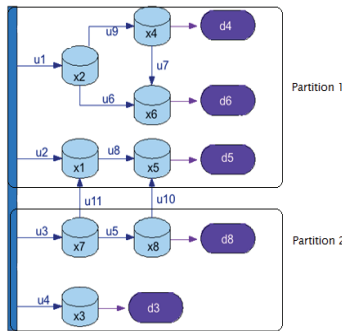 u9
x4
d4
u1
x2
u7
u6
x6
d6
Partition 1
u2
x1
u8
x5
d5
u11
u10
u3
x7
u5
x8
d8
Partition 2
u4
x3
d3